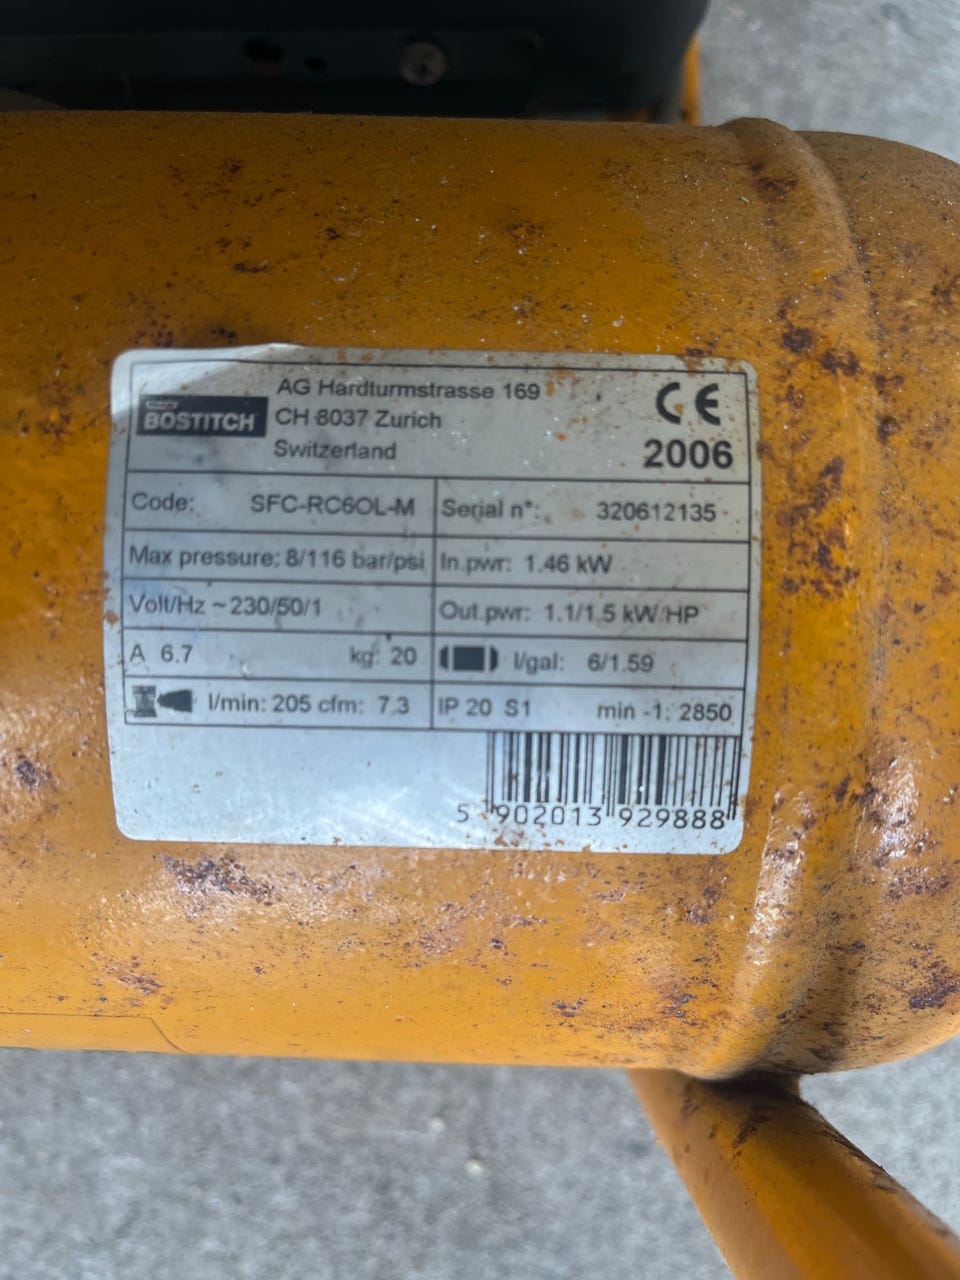 BOSTITCH
AG Hardturmstrasse 169
CH 8037 Zurich
Switzerland
CE
2006
Code: SFC-RC6OL-M
Serial n°: 320612135
Max pressure: 8/116 bar/psi
In.pwr: 1.46 kW
Volt/Hz ~ 230/50/1
Out.pwr: 1.1/1.5 kW/HP
A 6.7 kg: 20
l/gal: 6/1.59
l/min: 205 cfm: 7.3
IP 20 S1 min -1: 2850
5 902013 929888